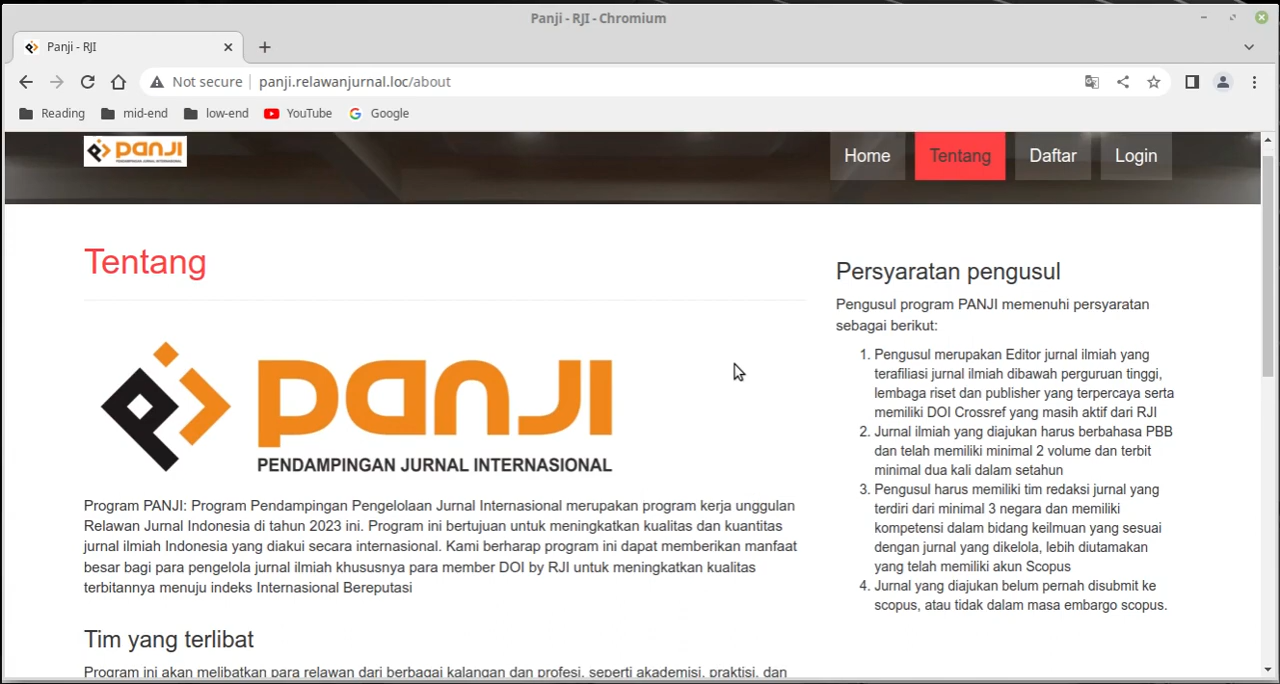 Panji - RJI - Chromium
Panji - RJI
Not secure panji.relawanjurnal.loc/about
Reading mid-end low-end YouTube Google
panji
PENDAMPINGAN JURNAL INTERNASIONAL
Home Tentang Daftar Login
Tentang
panji
PENDAMPINGAN JURNAL INTERNASIONAL
Program PANJI: Program Pendampingan Pengelolaan Jurnal Internasional merupakan program kerja unggulan
Relawan Jurnal Indonesia di tahun 2023 ini. Program ini bertujuan untuk meningkatkan kualitas dan kuantitas
jurnal ilmiah Indonesia yang diakui secara internasional. Kami berharap program ini dapat memberikan manfaat
besar bagi para pengelola jurnal ilmiah khususnya para member DOI by RJI untuk meningkatkan kualitas
terbitannya menuju indeks Internasional Bereputasi
Tim yang terlibat
Program ini akan melibatkan para relawan dari berbagai kalangan dan profesi, seperti akademisi, praktisi, dan
Persyaratan pengusul
Pengusul program PANJI memenuhi persyaratan
sebagai berikut:
1. Pengusul merupakan Editor jurnal ilmiah yang
terafiliasi jurnal ilmiah dibawah perguruan tinggi,
lembaga riset dan publisher yang terpercaya serta
memiliki DOI Crossref yang masih aktif dari RJI
2. Jurnal ilmiah yang diajukan harus berbahasa PBB
dan telah memiliki minimal 2 volume dan terbit
minimal dua kali dalam setahun
3. Pengusul harus memiliki tim redaksi jurnal yang
terdiri dari minimal 3 negara dan memiliki
kompetensi dalam bidang keilmuan yang sesuai
dengan jurnal yang dikelola, lebih diutamakan
yang telah memiliki akun Scopus
4. Jurnal yang diajukan belum pernah disubmit ke
scopus, atau tidak dalam masa embargo scopus.